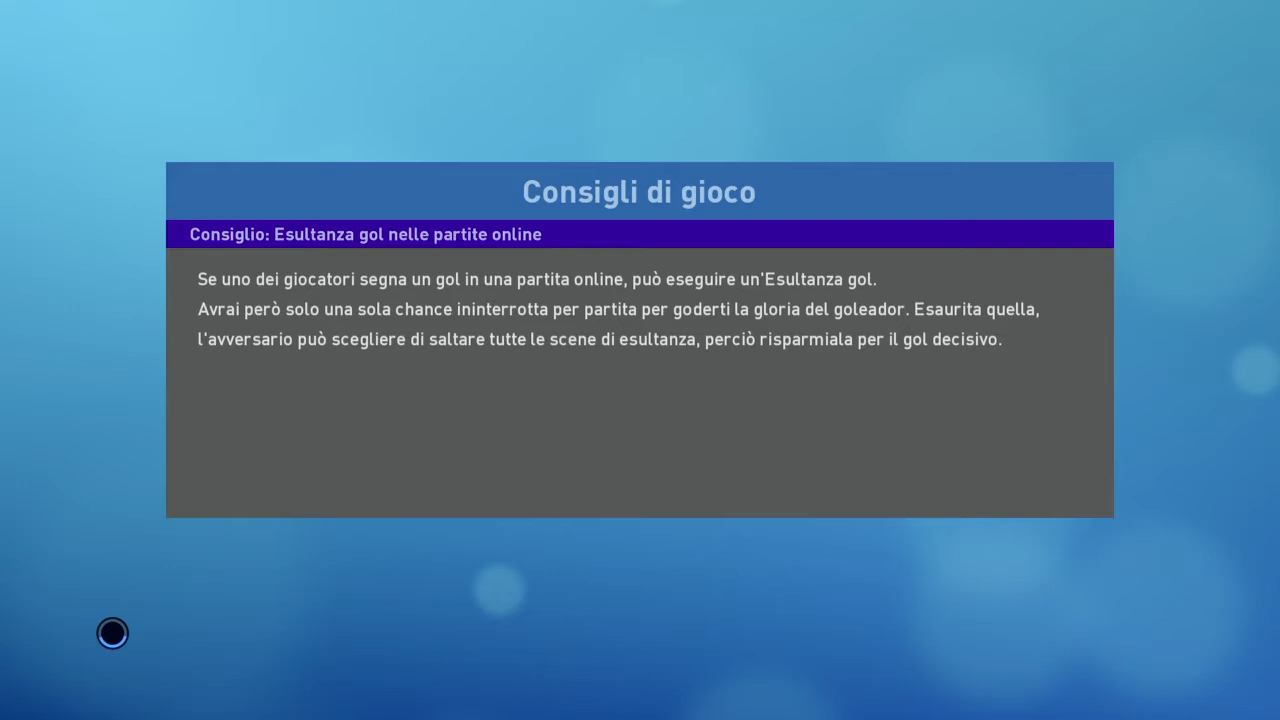 Consigli di gioco
Consiglio: Esultanza gol nelle partite online
Se uno dei giocatori segna un gol in una partita online, può eseguire un'Esultanza gol.
Avrai però solo una sola chance ininterrotta per partita per goderti la gloria del goleador. Esaurita quella,
l'avversario può scegliere di saltare tutte le scene di esultanza, perciò risparmiala per il gol decisivo.